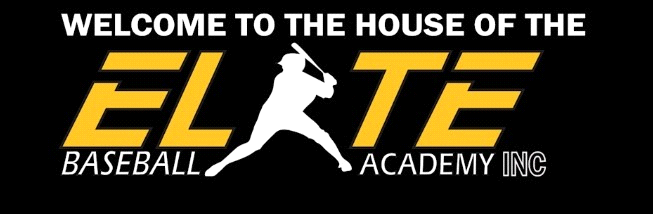 WELCOME TO THE HOUSE OF THE
ELITE
BASEBALL ACADEMY INC